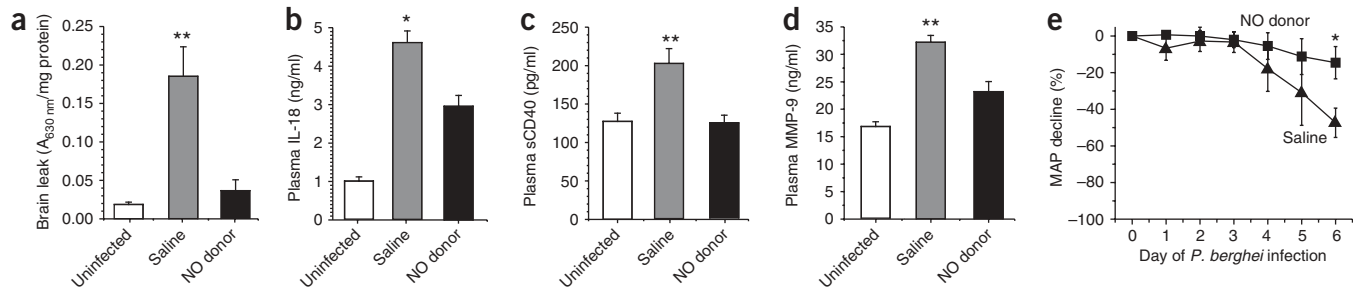 a
Brain leak (A630 nm/mg protein)
0.25
0.20
0.15
0.10
0.05
0.00
**
Uninfected
Saline
NO donor
b
Plasma IL-18 (ng/ml)
5
4
3
2
1
0
*
Uninfected
Saline
NO donor
c
Plasma sCD40 (pg/ml)
250
200
150
100
50
0
**
Uninfected
Saline
NO donor
d
Plasma MMP-9 (ng/ml)
35
30
25
20
15
10
5
0
**
Uninfected
Saline
NO donor
e
MAP decline (%)
0
–20
–40
–60
–80
–100
NO donor
*
Saline
0 1 2 3 4 5 6
Day of P. berghei infection